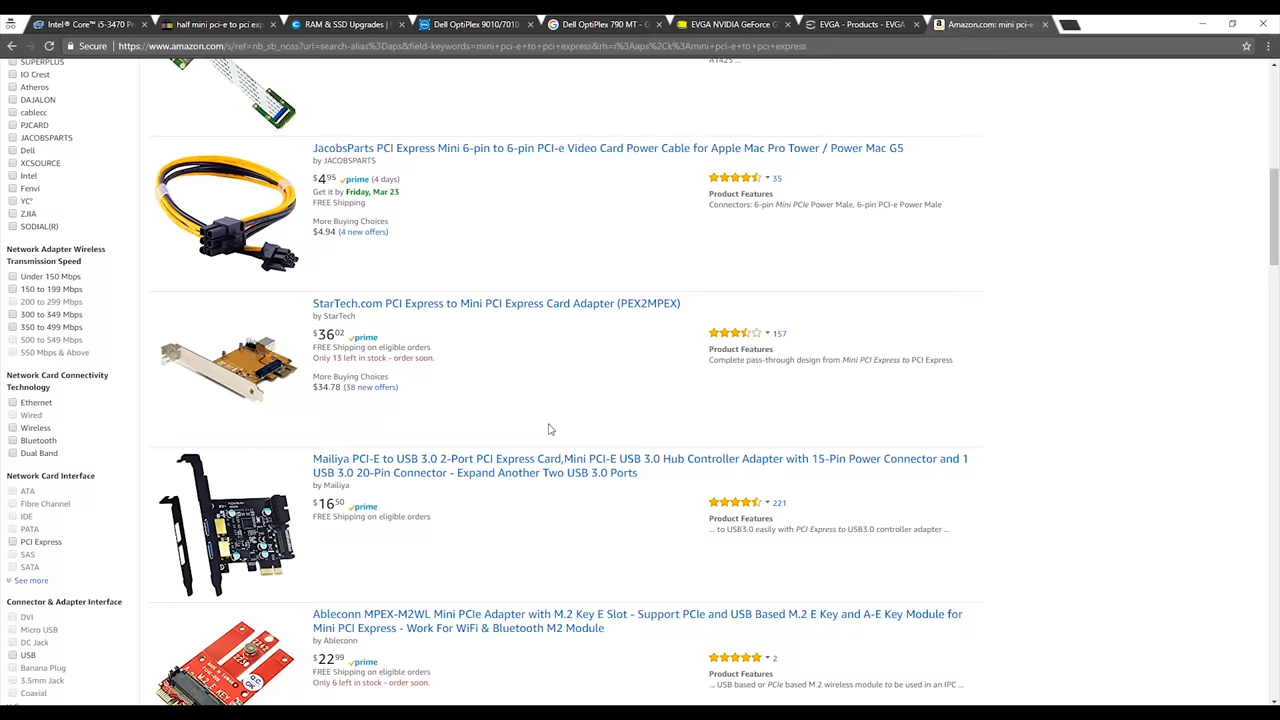 Intel® Core™ i5-3470 P
half mini pci-e to pci exp
RAM & SSD Upgrades |
Dell OptiPlex 9010/7010
Dell OptiPlex 790 MT - G
EVGA NVIDIA GeForce G
EVGA - Products - EVGA
Amazon.com: mini pci-e
Secure
https://www.amazon.com/s/ref=nb_sb_noss?url=search-alias%3Daps&field-keywords=mini+pci-e+to+pci+express&rh=i%3Aaps%2Ck%3Amini+pci-e+to+pci+express
SUPERPLUS
IO Crest
Atheros
DAJALON
cablecc
PJCARD
JACOBSPARTS
Dell
XCSOURCE
Intel
Fenvi
YC°
ZJIA
SODIAL(R)
Network Adapter Wireless
Transmission Speed
Under 150 Mbps
150 to 199 Mbps
200 to 299 Mbps
300 to 349 Mbps
350 to 499 Mbps
500 to 549 Mbps
550 Mbps & Above
Network Card Connectivity
Technology
Ethernet
Wired
Wireless
Bluetooth
Dual Band
Network Card Interface
ATA
Fibre Channel
IDE
PATA
PCI Express
SAS
SATA
See more
Connector & Adapter Interface
DVI
Micro USB
DC Jack
USB
Banana Plug
3.5mm Jack
Coaxial
A1425 ...
JacobsParts PCI Express Mini 6-pin to 6-pin PCI-e Video Card Power Cable for Apple Mac Pro Tower / Power Mac G5
by JACOBSPARTS
$4 95 prime (4 days)
Get it by Friday, Mar 23
FREE Shipping
More Buying Choices
$4.94 (4 new offers)
35
Product Features
Connectors: 6-pin Mini PCIe Power Male, 6-pin PCI-e Power Male
StarTech.com PCI Express to Mini PCI Express Card Adapter (PEX2MPEX)
by StarTech
$36 02 prime
FREE Shipping on eligible orders
Only 13 left in stock - order soon.
More Buying Choices
$34.78 (38 new offers)
157
Product Features
Complete pass-through design from Mini PCI Express to PCI Express
Mailiya PCI-E to USB 3.0 2-Port PCI Express Card,Mini PCI-E USB 3.0 Hub Controller Adapter with 15-Pin Power Connector and 1
USB 3.0 20-Pin Connector - Expand Another Two USB 3.0 Ports
by Mailiya
$16 50 prime
FREE Shipping on eligible orders
221
Product Features
... to USB3.0 easily with PCI Express to USB3.0 controller adapter ...
Ableconn MPEX-M2WL Mini PCIe Adapter with M.2 Key E Slot - Support PCIe and USB Based M.2 E Key and A-E Key Module for
Mini PCI Express - Work For WiFi & Bluetooth M2 Module
by Ableconn
$22 99 prime
FREE Shipping on eligible orders
Only 6 left in stock - order soon.
2
Product Features
... USB based or PCIe based M.2 wireless module to be used in an IPC ...